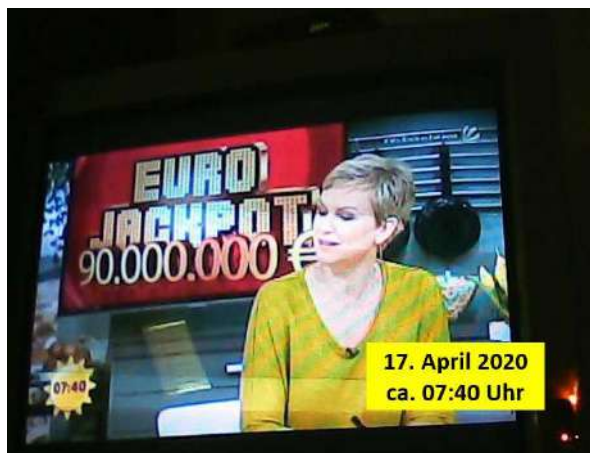 EURO
JACKPOT
90.000.000 €
07:40
17. April 2020
ca. 07:40 Uhr